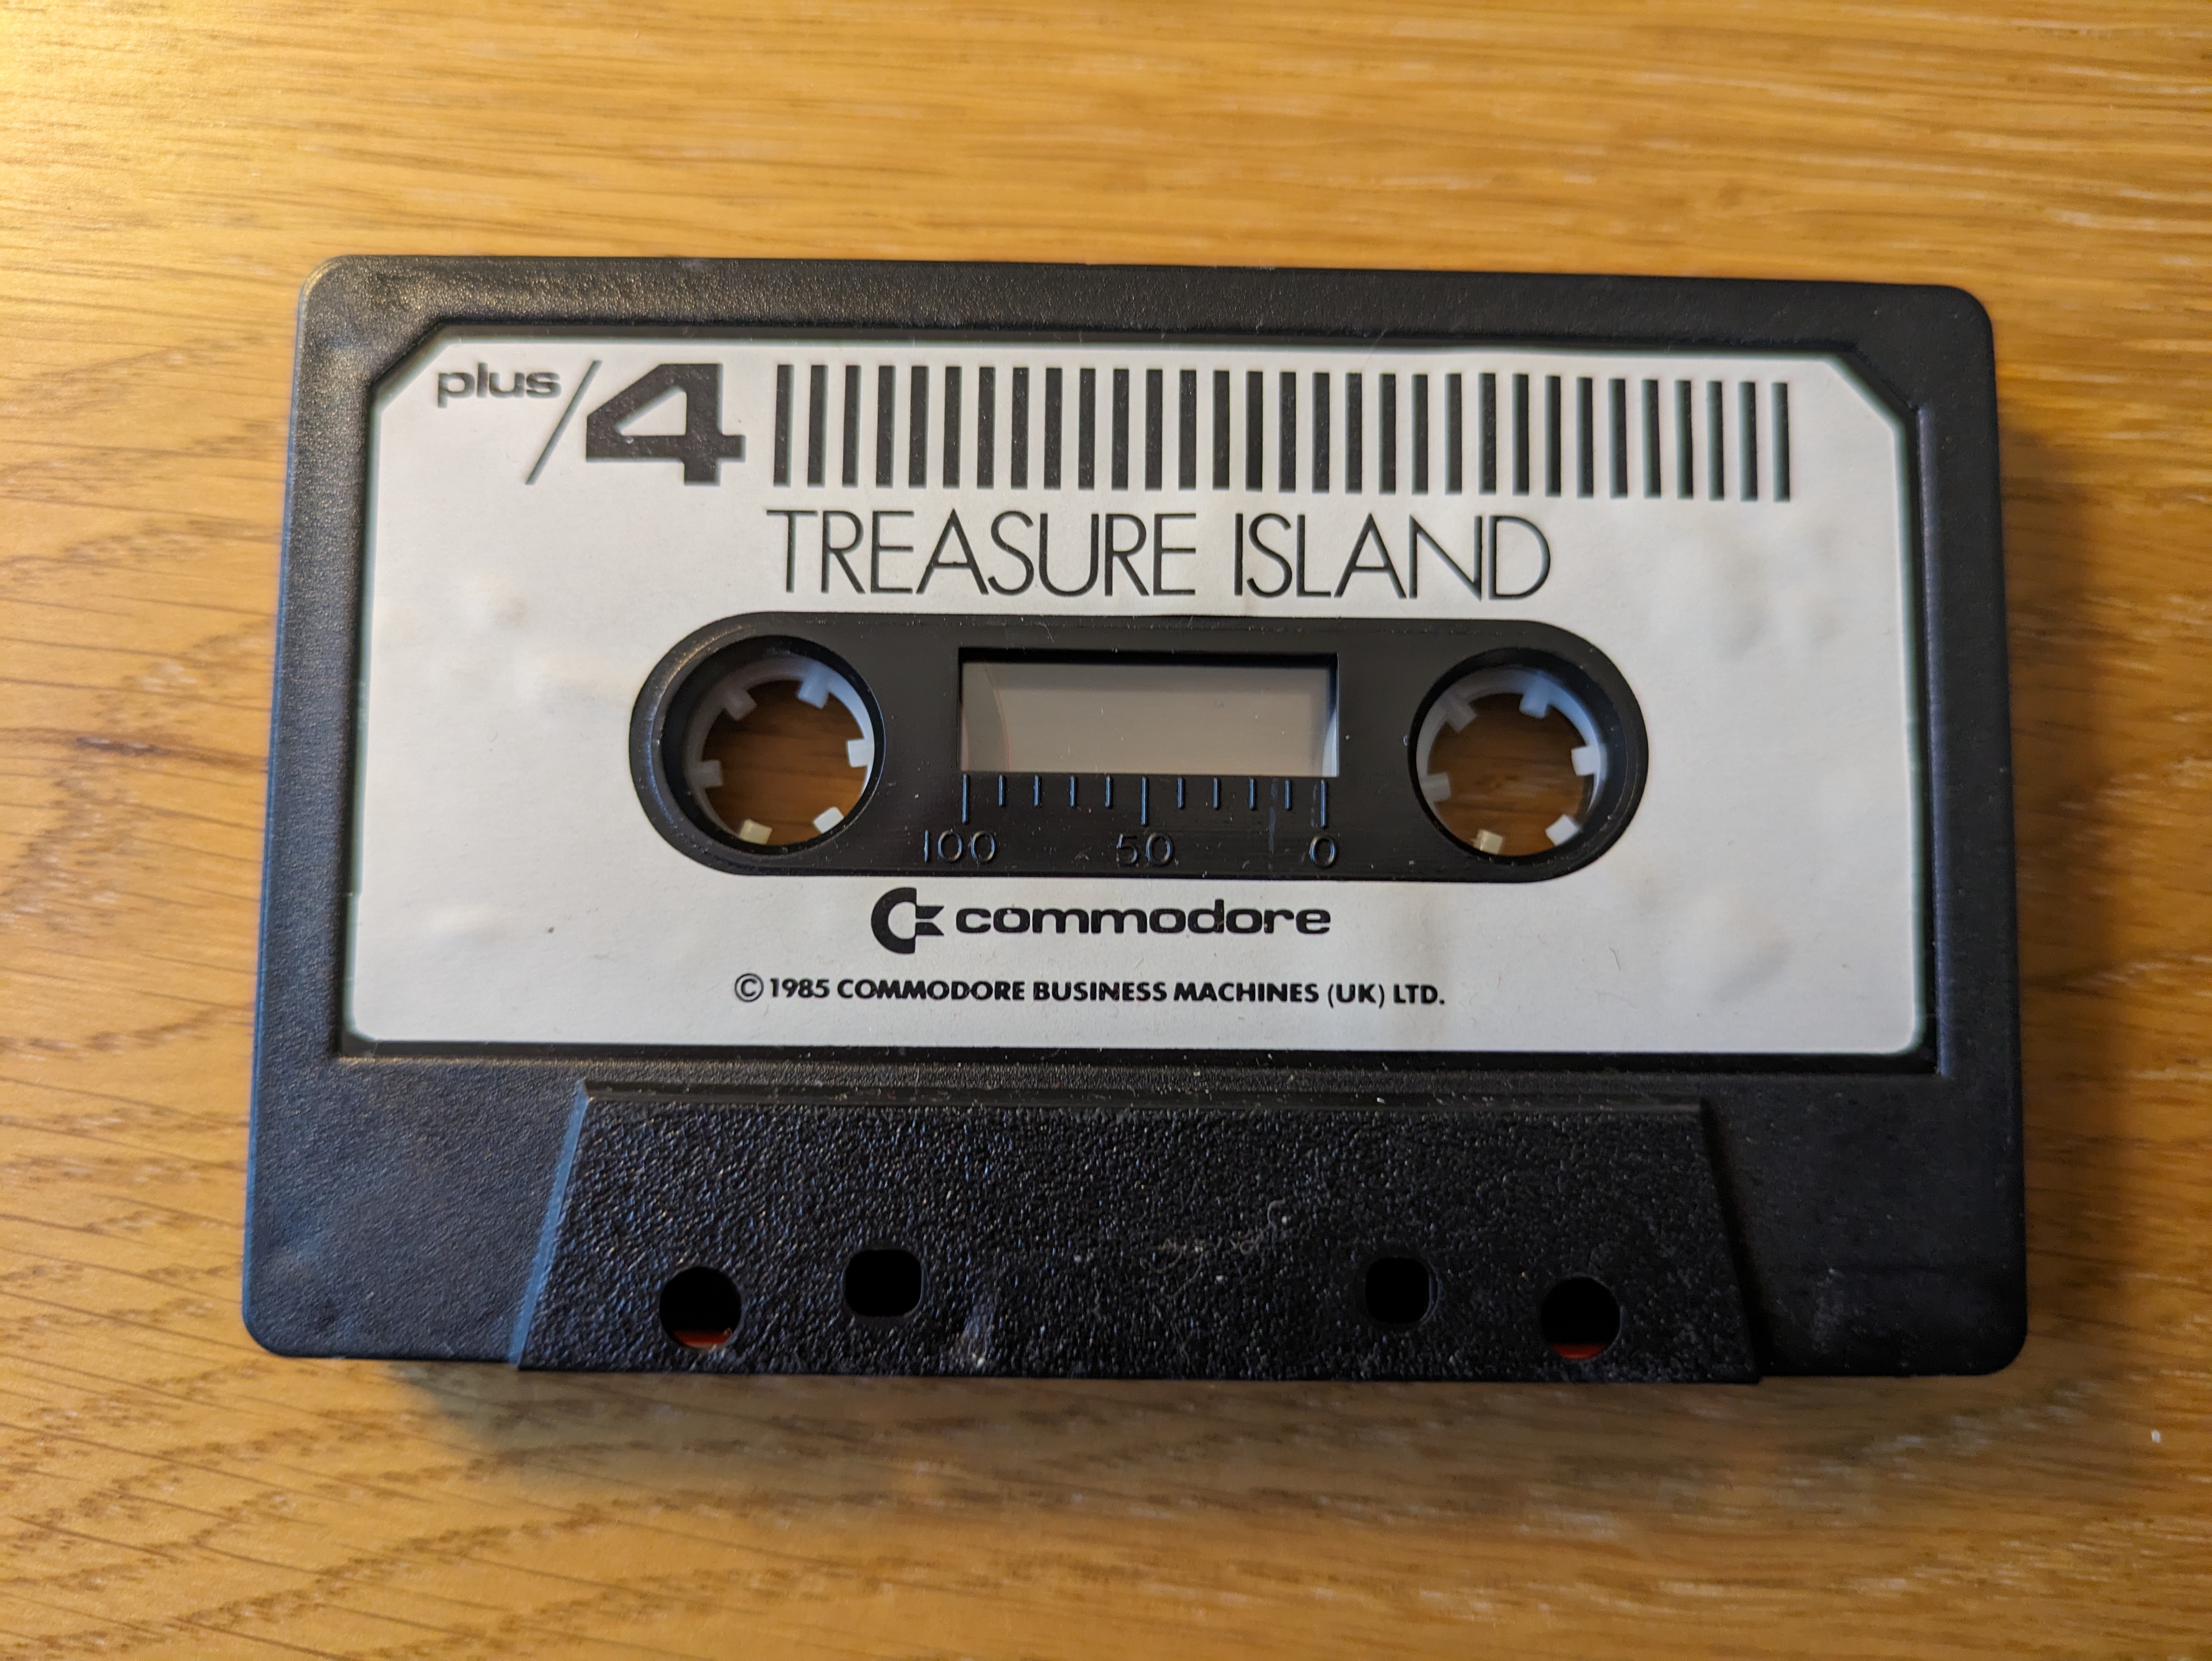 plus/4
TREASURE ISLAND
100 50 0
commodore
© 1985 COMMODORE BUSINESS MACHINES (UK) LTD.